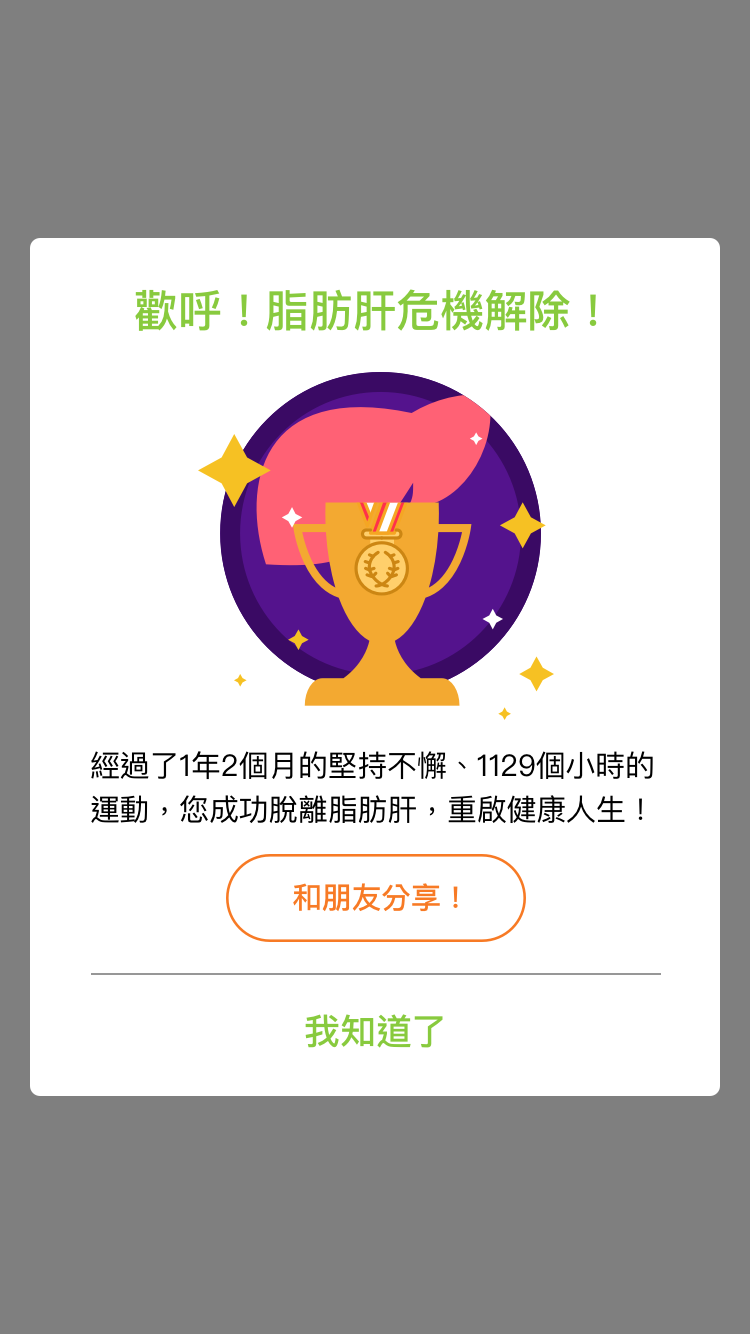 歡呼！脂肪肝危機解除！
經過了1年2個月的堅持不懈、1129個小時的
運動，您成功脫離脂肪肝，重啟健康人生！
和朋友分享！
我知道了